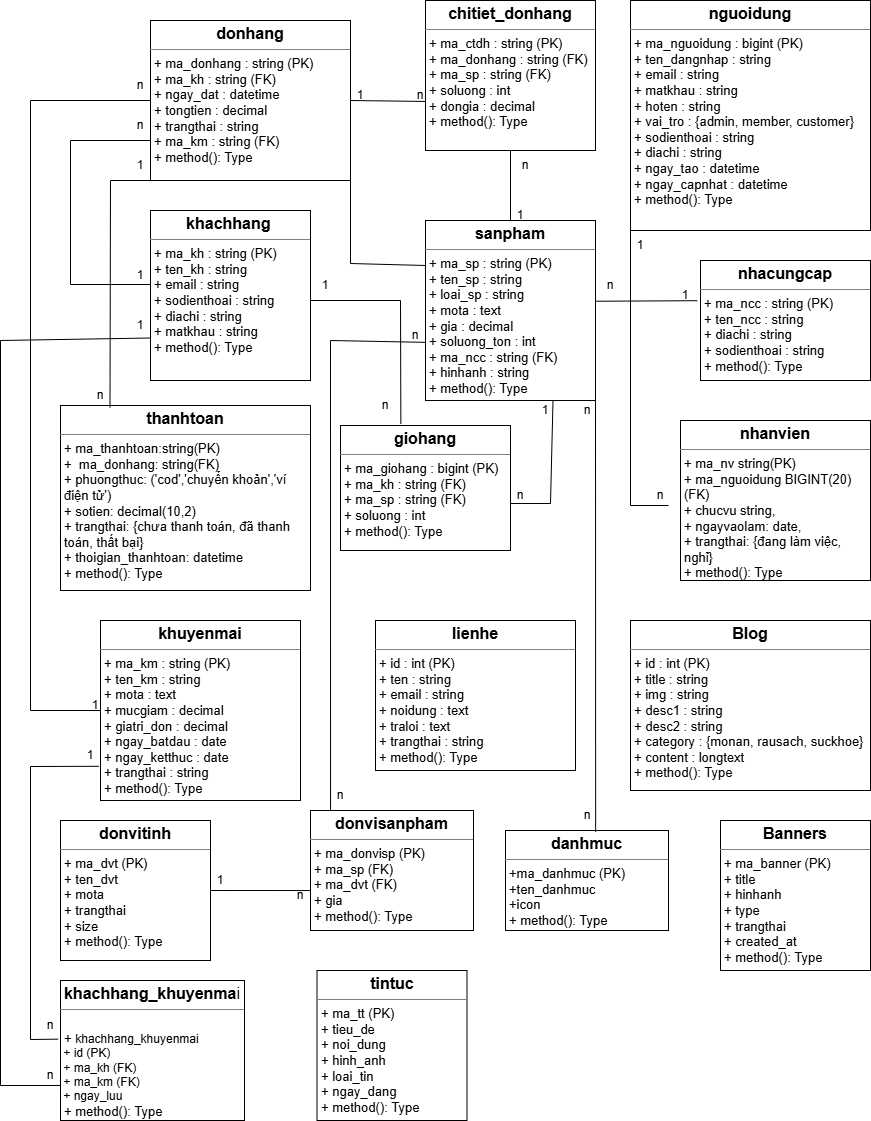 donhang
+ ma_donhang : string (PK)
+ ma_kh : string (FK)
+ ngay_dat : datetime
+ tongtien : decimal
+ trangthai : string
+ ma_km : string (FK)
+ method(): Type
chitiet_donhang
+ ma_ctdh : string (PK)
+ ma_donhang : string (FK)
+ ma_sp : string (FK)
+ soluong : int
+ dongia : decimal
+ method(): Type
nguoidung
+ ma_nguoidung : bigint (PK)
+ ten_dangnhap : string
+ email : string
+ matkhau : string
+ hoten : string
+ vai_tro : {admin, member, customer}
+ sodienthoai : string
+ diachi : string
+ ngay_tao : datetime
+ ngay_capnhat : datetime
+ method(): Type
n
n
1
1
n
n
1
1
khachhang
+ ma_kh : string (PK)
+ ten_kh : string
+ email : string
+ sodienthoai : string
+ diachi : string
+ matkhau : string
+ method(): Type
1
1
1
sanpham
+ ma_sp : string (PK)
+ ten_sp : string
+ loai_sp : string
+ mota : text
+ gia : decimal
+ soluong_ton : int
+ ma_ncc : string (FK)
+ hinhanh : string
+ method(): Type
n
n
1
1
n
nhacungcap
+ ma_ncc : string (PK)
+ ten_ncc : string
+ diachi : string
+ sodienthoai : string
+ method(): Type
n
thanhtoan
+ ma_thanhtoan:string(PK)
+ ma_donhang: string(FK)
+ phuongthuc: ('cod','chuyển khoản','ví
điện tử')
+ sotien: decimal(10,2)
+ trangthai: {chưa thanh toán, đã thanh
toán, thất bại}
+ thoigian_thanhtoan: datetime
+ method(): Type
n
giohang
+ ma_giohang : bigint (PK)
+ ma_kh : string (FK)
+ ma_sp : string (FK)
+ soluong : int
+ method(): Type
n
n
nhanvien
+ ma_nv string(PK)
+ ma_nguoidung BIGINT(20)
(FK)
+ chucvu string,
+ ngayvaolam: date,
+ trangthai: {đang làm việc,
nghỉ}
+ method(): Type
khuyenmai
+ ma_km : string (PK)
+ ten_km : string
+ mota : text
+ mucgiam : decimal
+ giatri_don : decimal
+ ngay_batdau : date
+ ngay_ketthuc : date
+ trangthai : string
+ method(): Type
1
1
lienhe
+ id : int (PK)
+ ten : string
+ email : string
+ noidung : text
+ traloi : text
+ trangthai : string
+ method(): Type
Blog
+ id : int (PK)
+ title : string
+ img : string
+ desc1 : string
+ desc2 : string
+ category : {monan, rausach, suckhoe}
+ content : longtext
+ method(): Type
donvitinh
+ ma_dvt (PK)
+ ten_dvt
+ mota
+ trangthai
+ size
+ method(): Type
1
n
n
donvisanpham
+ ma_donvisp (PK)
+ ma_sp (FK)
+ ma_dvt (FK)
+ gia
+ method(): Type
n
danhmuc
+ma_danhmuc (PK)
+ten_danhmuc
+icon
+ method(): Type
Banners
+ ma_banner (PK)
+ title
+ hinhanh
+ type
+ trangthai
+ created_at
+ method(): Type
khachhang_khuyenmai
+ khachhang_khuyenmai
+ id (PK)
+ ma_kh (FK)
+ ma_km (FK)
+ ngay_luu
+ method(): Type
n
n
tintuc
+ ma_tt (PK)
+ tieu_de
+ noi_dung
+ hinh_anh
+ loai_tin
+ ngay_dang
+ method(): Type